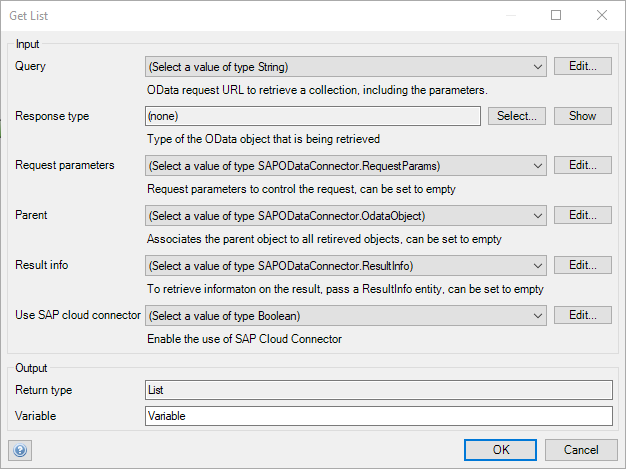 Get List
Input
Query (Select a value of type String) Edit...
OData request URL to retrieve a collection, including the parameters.
Response type (none) Select... Show
Type of the OData object that is being retrieved
Request parameters (Select a value of type SAPODataConnector.RequestParams) Edit...
Request parameters to control the request, can be set to empty
Parent (Select a value of type SAPODataConnector.OdataObject) Edit...
Associates the parent object to all retireved objects, can be set to empty
Result info (Select a value of type SAPODataConnector.ResultInfo) Edit...
To retrieve informaton on the result, pass a ResultInfo entity, can be set to empty
Use SAP cloud connector (Select a value of type Boolean) Edit...
Enable the use of SAP Cloud Connector
Output
Return type List
Variable Variable
? OK Cancel